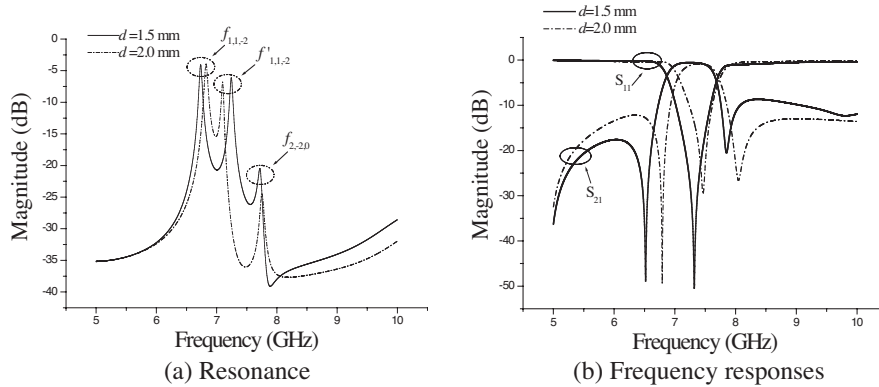 d=1.5 mm
d=2.0 mm
f1,1,-2
f'1,1,-2
f2,-2,0
Magnitude (dB)
5
0
-5
-10
-15
-20
-25
-30
-35
-40
5
6
7
8
9
10
Frequency (GHz)
(a) Resonance
d=1.5 mm
d=2.0 mm
S11
S21
Magnitude (dB)
0
-10
-20
-30
-40
-50
5
6
7
8
9
10
Frequency (GHz)
(b) Frequency responses